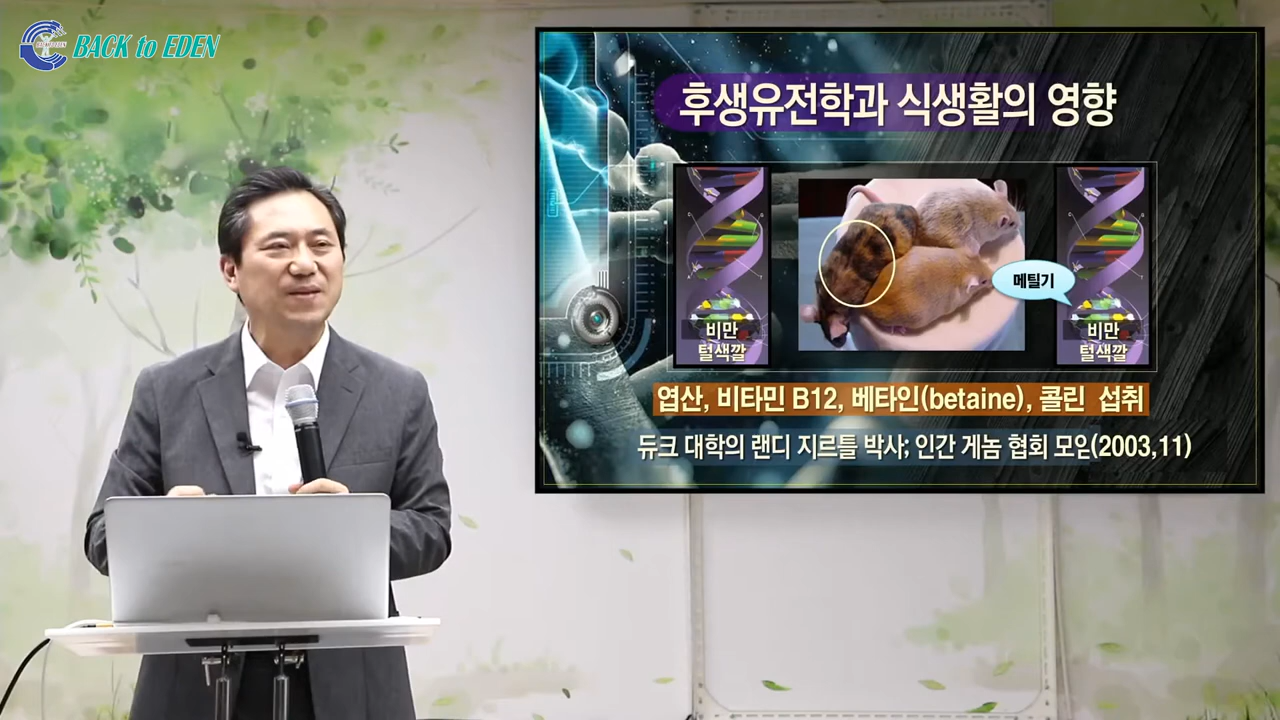 BACK to EDEN
후생유전학과 식생활의 영향
메틸기
비만
털색깔
비만
털색깔
엽산, 비타민 B12, 베타인(betaine), 콜린 섭취
듀크 대학의 랜디 지르틀 박사; 인간 게놈 협회 모임(2003,11)